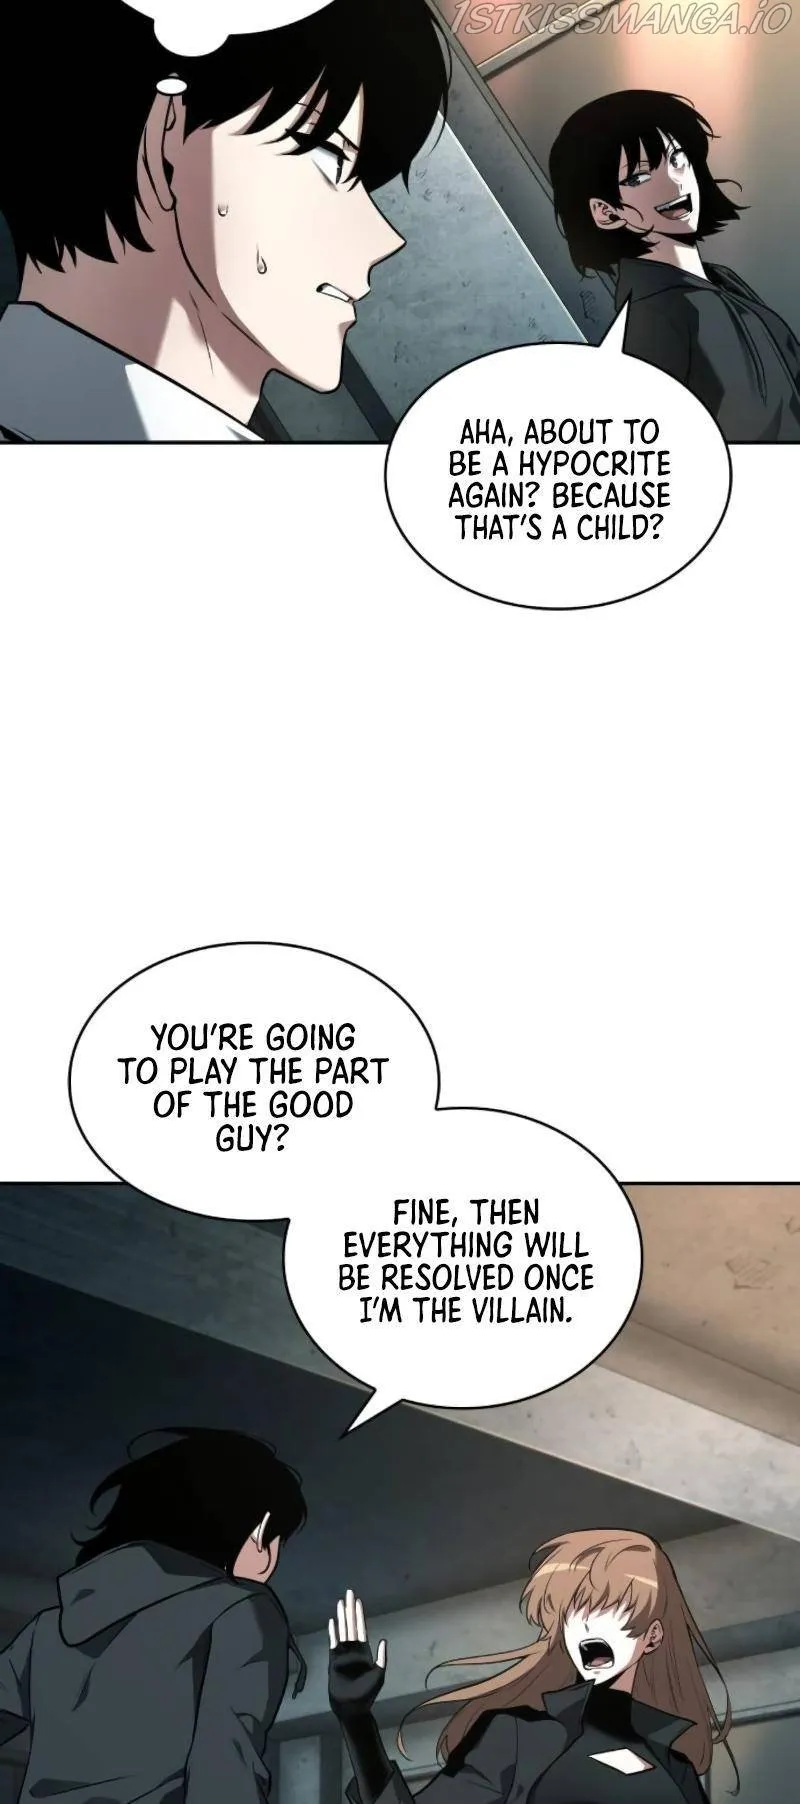 1STKISSMANGA.IO
AHA, ABOUT TO
BE A HYPOCRITE
AGAIN? BECAUSE
THAT'S A CHILD?
YOU'RE GOING
TO PLAY THE PART
OF THE GOOD
GUY?
FINE, THEN
EVERYTHING WILL
BE RESOLVED ONCE
I'M THE VILLAIN.